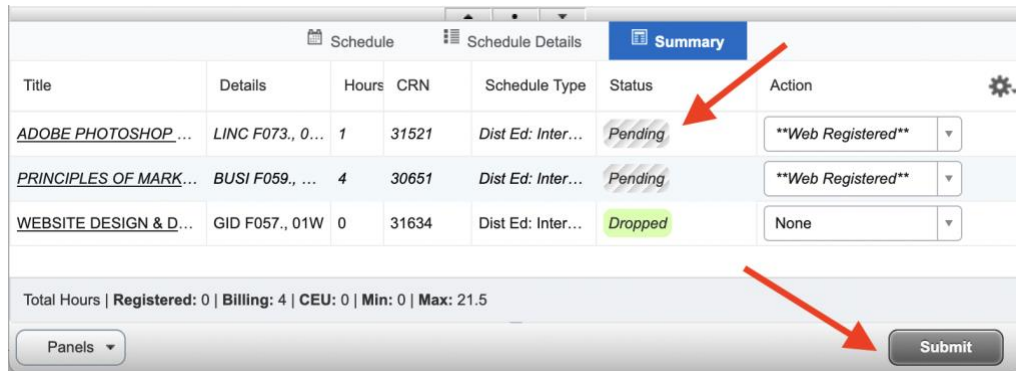 Schedule Schedule Details Summary
Title Details Hours CRN Schedule Type Status Action
ADOBE PHOTOSHOP ... LINC F073., 0... 1 31521 Dist Ed: Inter... Pending **Web Registered**
PRINCIPLES OF MARK... BUSI F059., ... 4 30651 Dist Ed: Inter... Pending **Web Registered**
WEBSITE DESIGN & D... GID F057., 01W 0 31634 Dist Ed: Inter... Dropped None
Total Hours | Registered: 0 | Billing: 4 | CEU: 0 | Min: 0 | Max: 21.5
Panels Submit